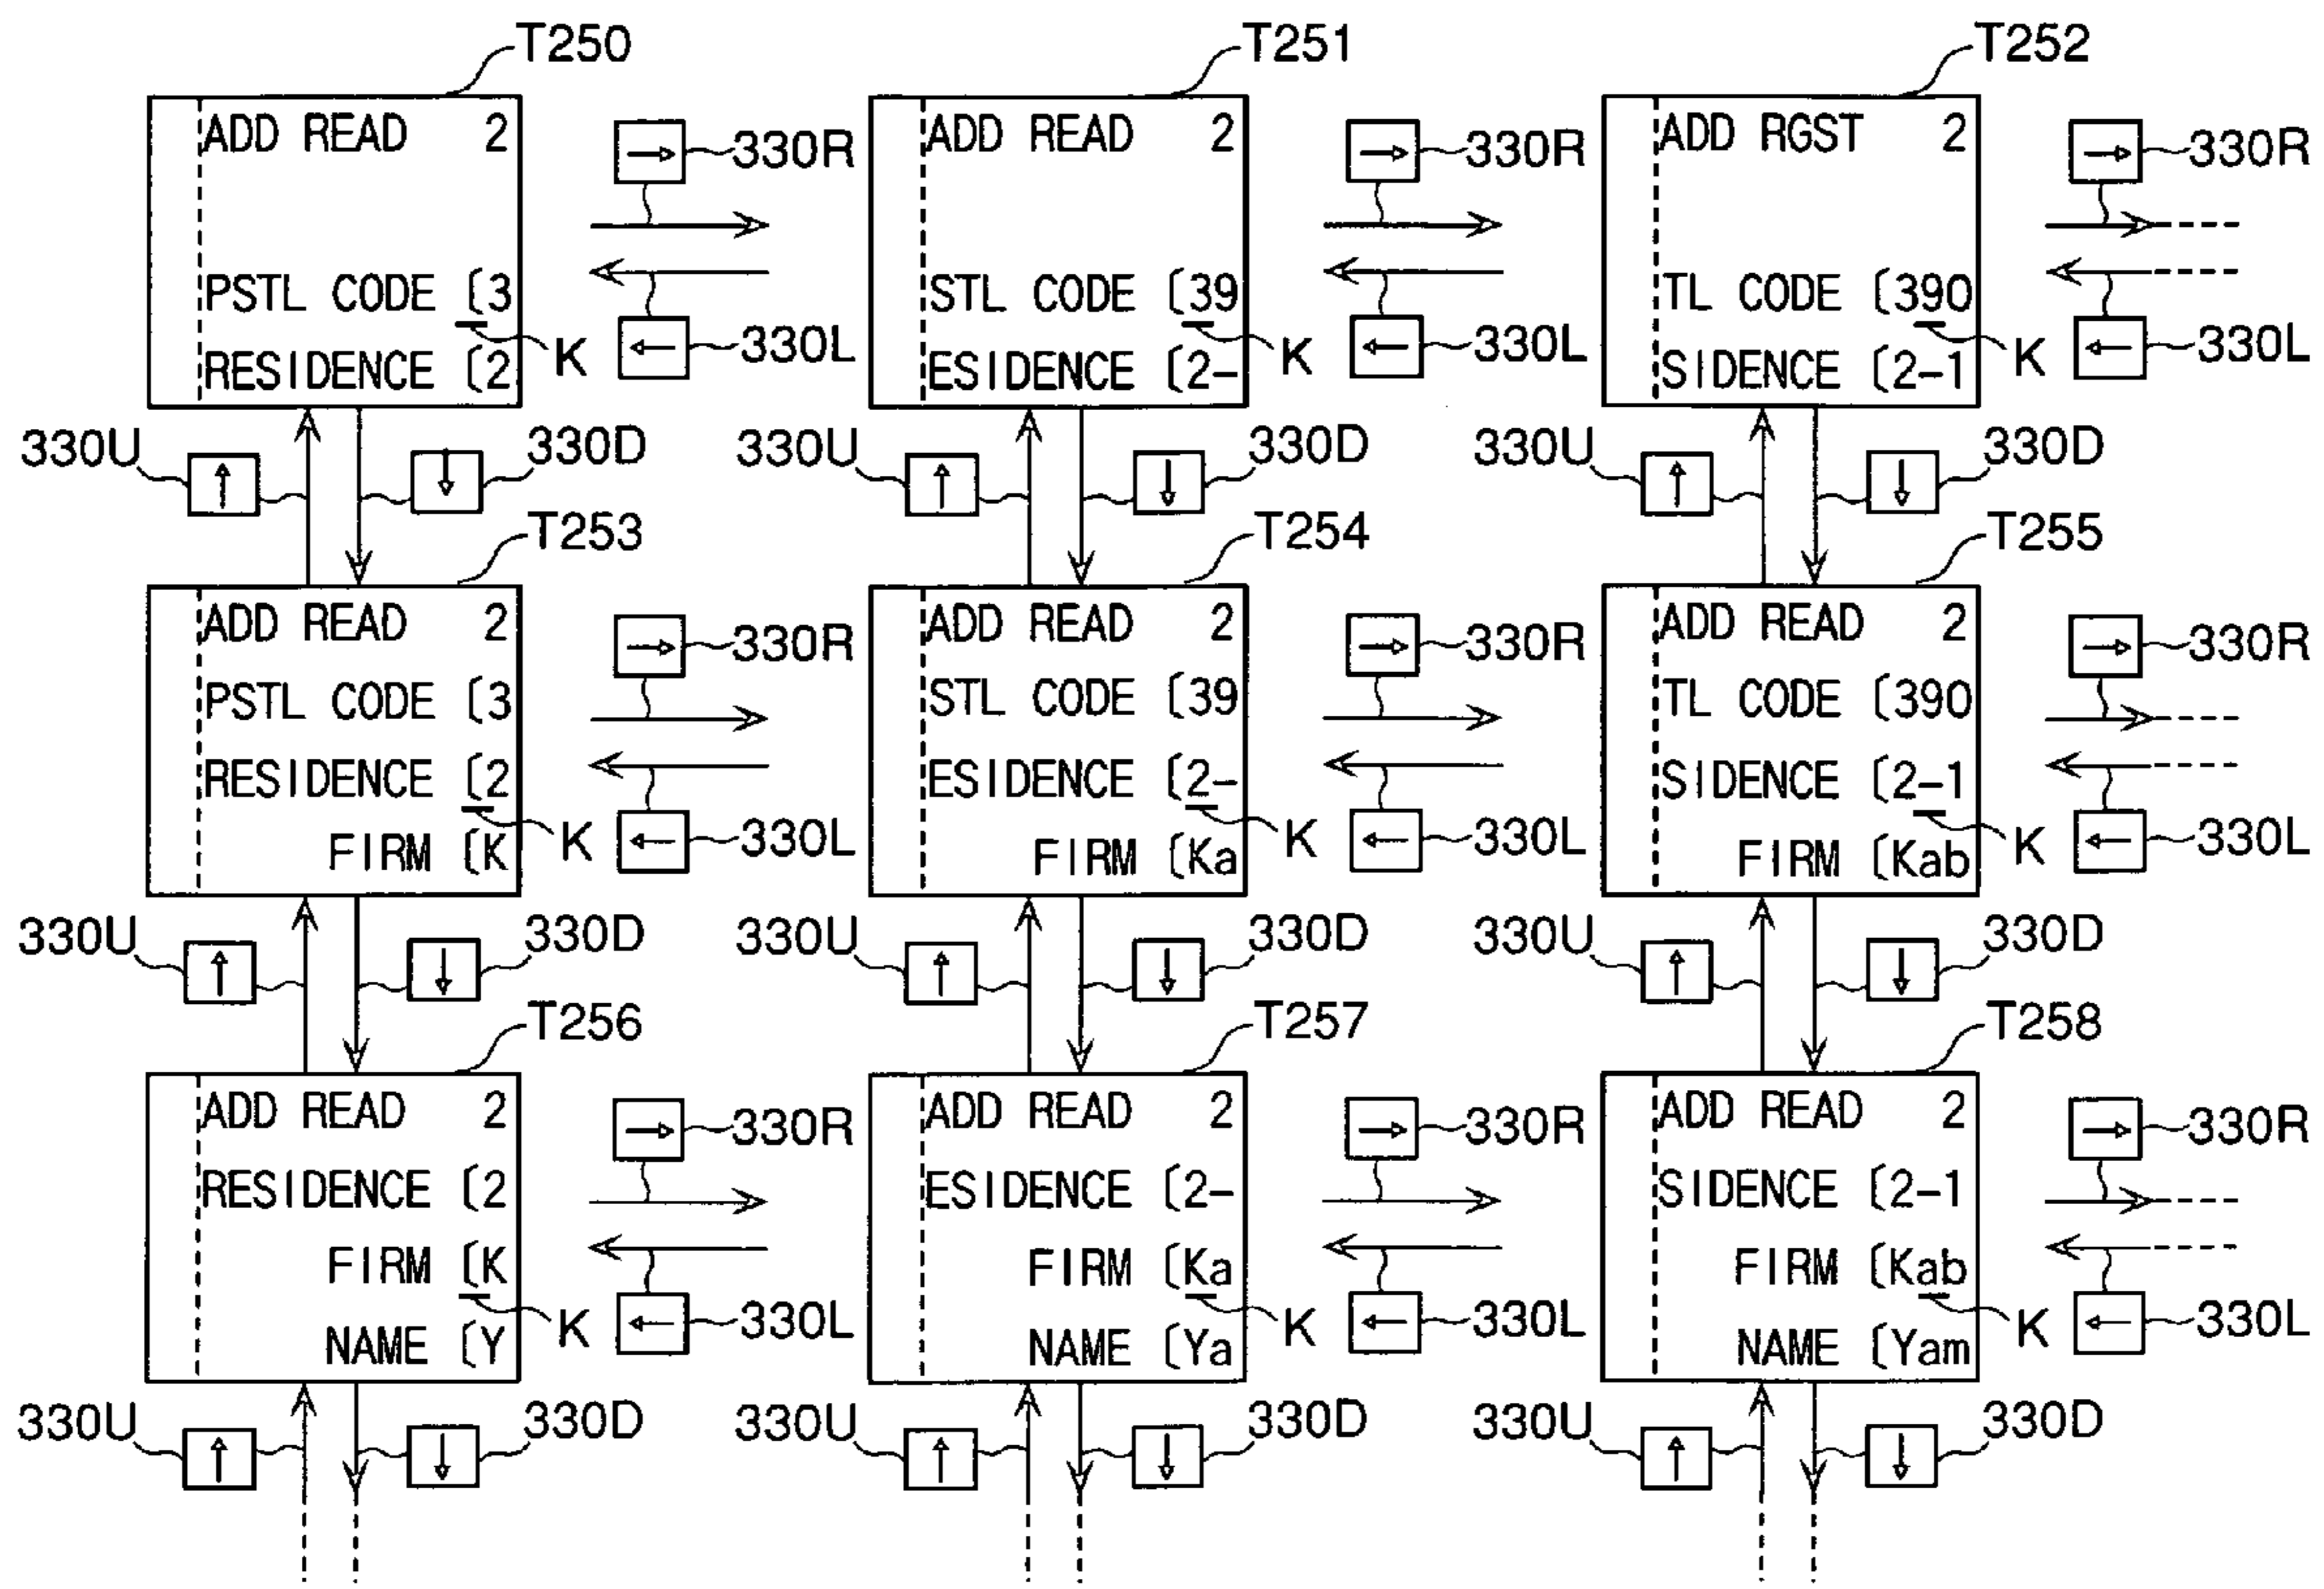 T250 T251 T252
ADD READ 2 330R ADD READ 2 330R ADD RGST 2 330R
PSTL CODE [3 STL CODE [39 TL CODE [390
K 330L K 330L K 330L
RESIDENCE [2 ESIDENCE [2- SIDENCE [2-1
330U 330D 330U 330D 330U 330D
T253 T254 T255
ADD READ 2 330R ADD READ 2 330R ADD READ 2 330R
PSTL CODE [3 STL CODE [39 TL CODE [390
RESIDENCE [2 ESIDENCE [2- SIDENCE [2-1
K 330L K 330L K 330L
FIRM [K FIRM [Ka FIRM [Kab
330U 330D 330U 330D 330U 330D
T256 T257 T258
ADD READ 2 330R ADD READ 2 330R ADD READ 2 330R
RESIDENCE [2 ESIDENCE [2- SIDENCE [2-1
FIRM [K FIRM [Ka FIRM [Kab
K 330L K 330L K 330L
NAME [Y NAME [Ya NAME [Yam
330U 330D 330U 330D 330U 330D